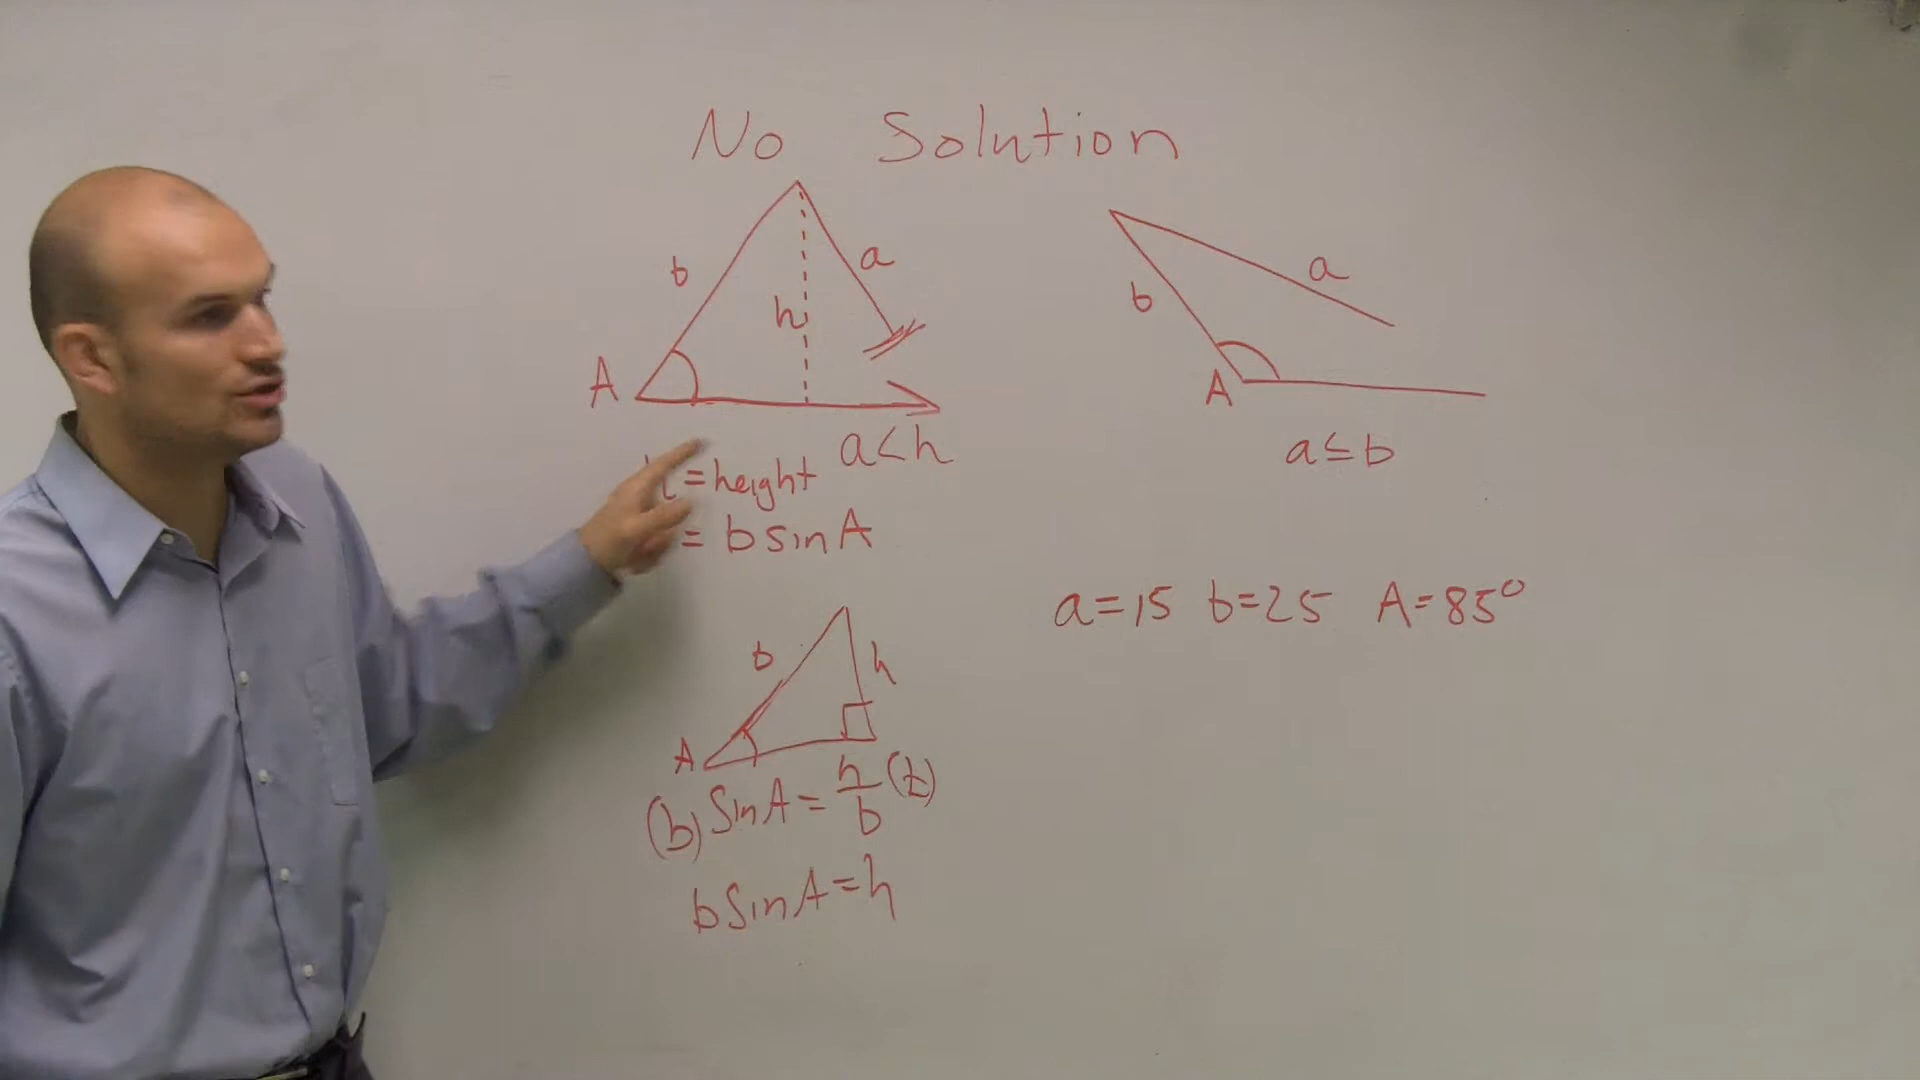 No Solution
b
h
a
A
a<h
= height
= b sin A
b
a
A
a≤b
a=15 b=25 A=85°
b
h
A
(b) Sin A = h/b (b)
b Sin A = h